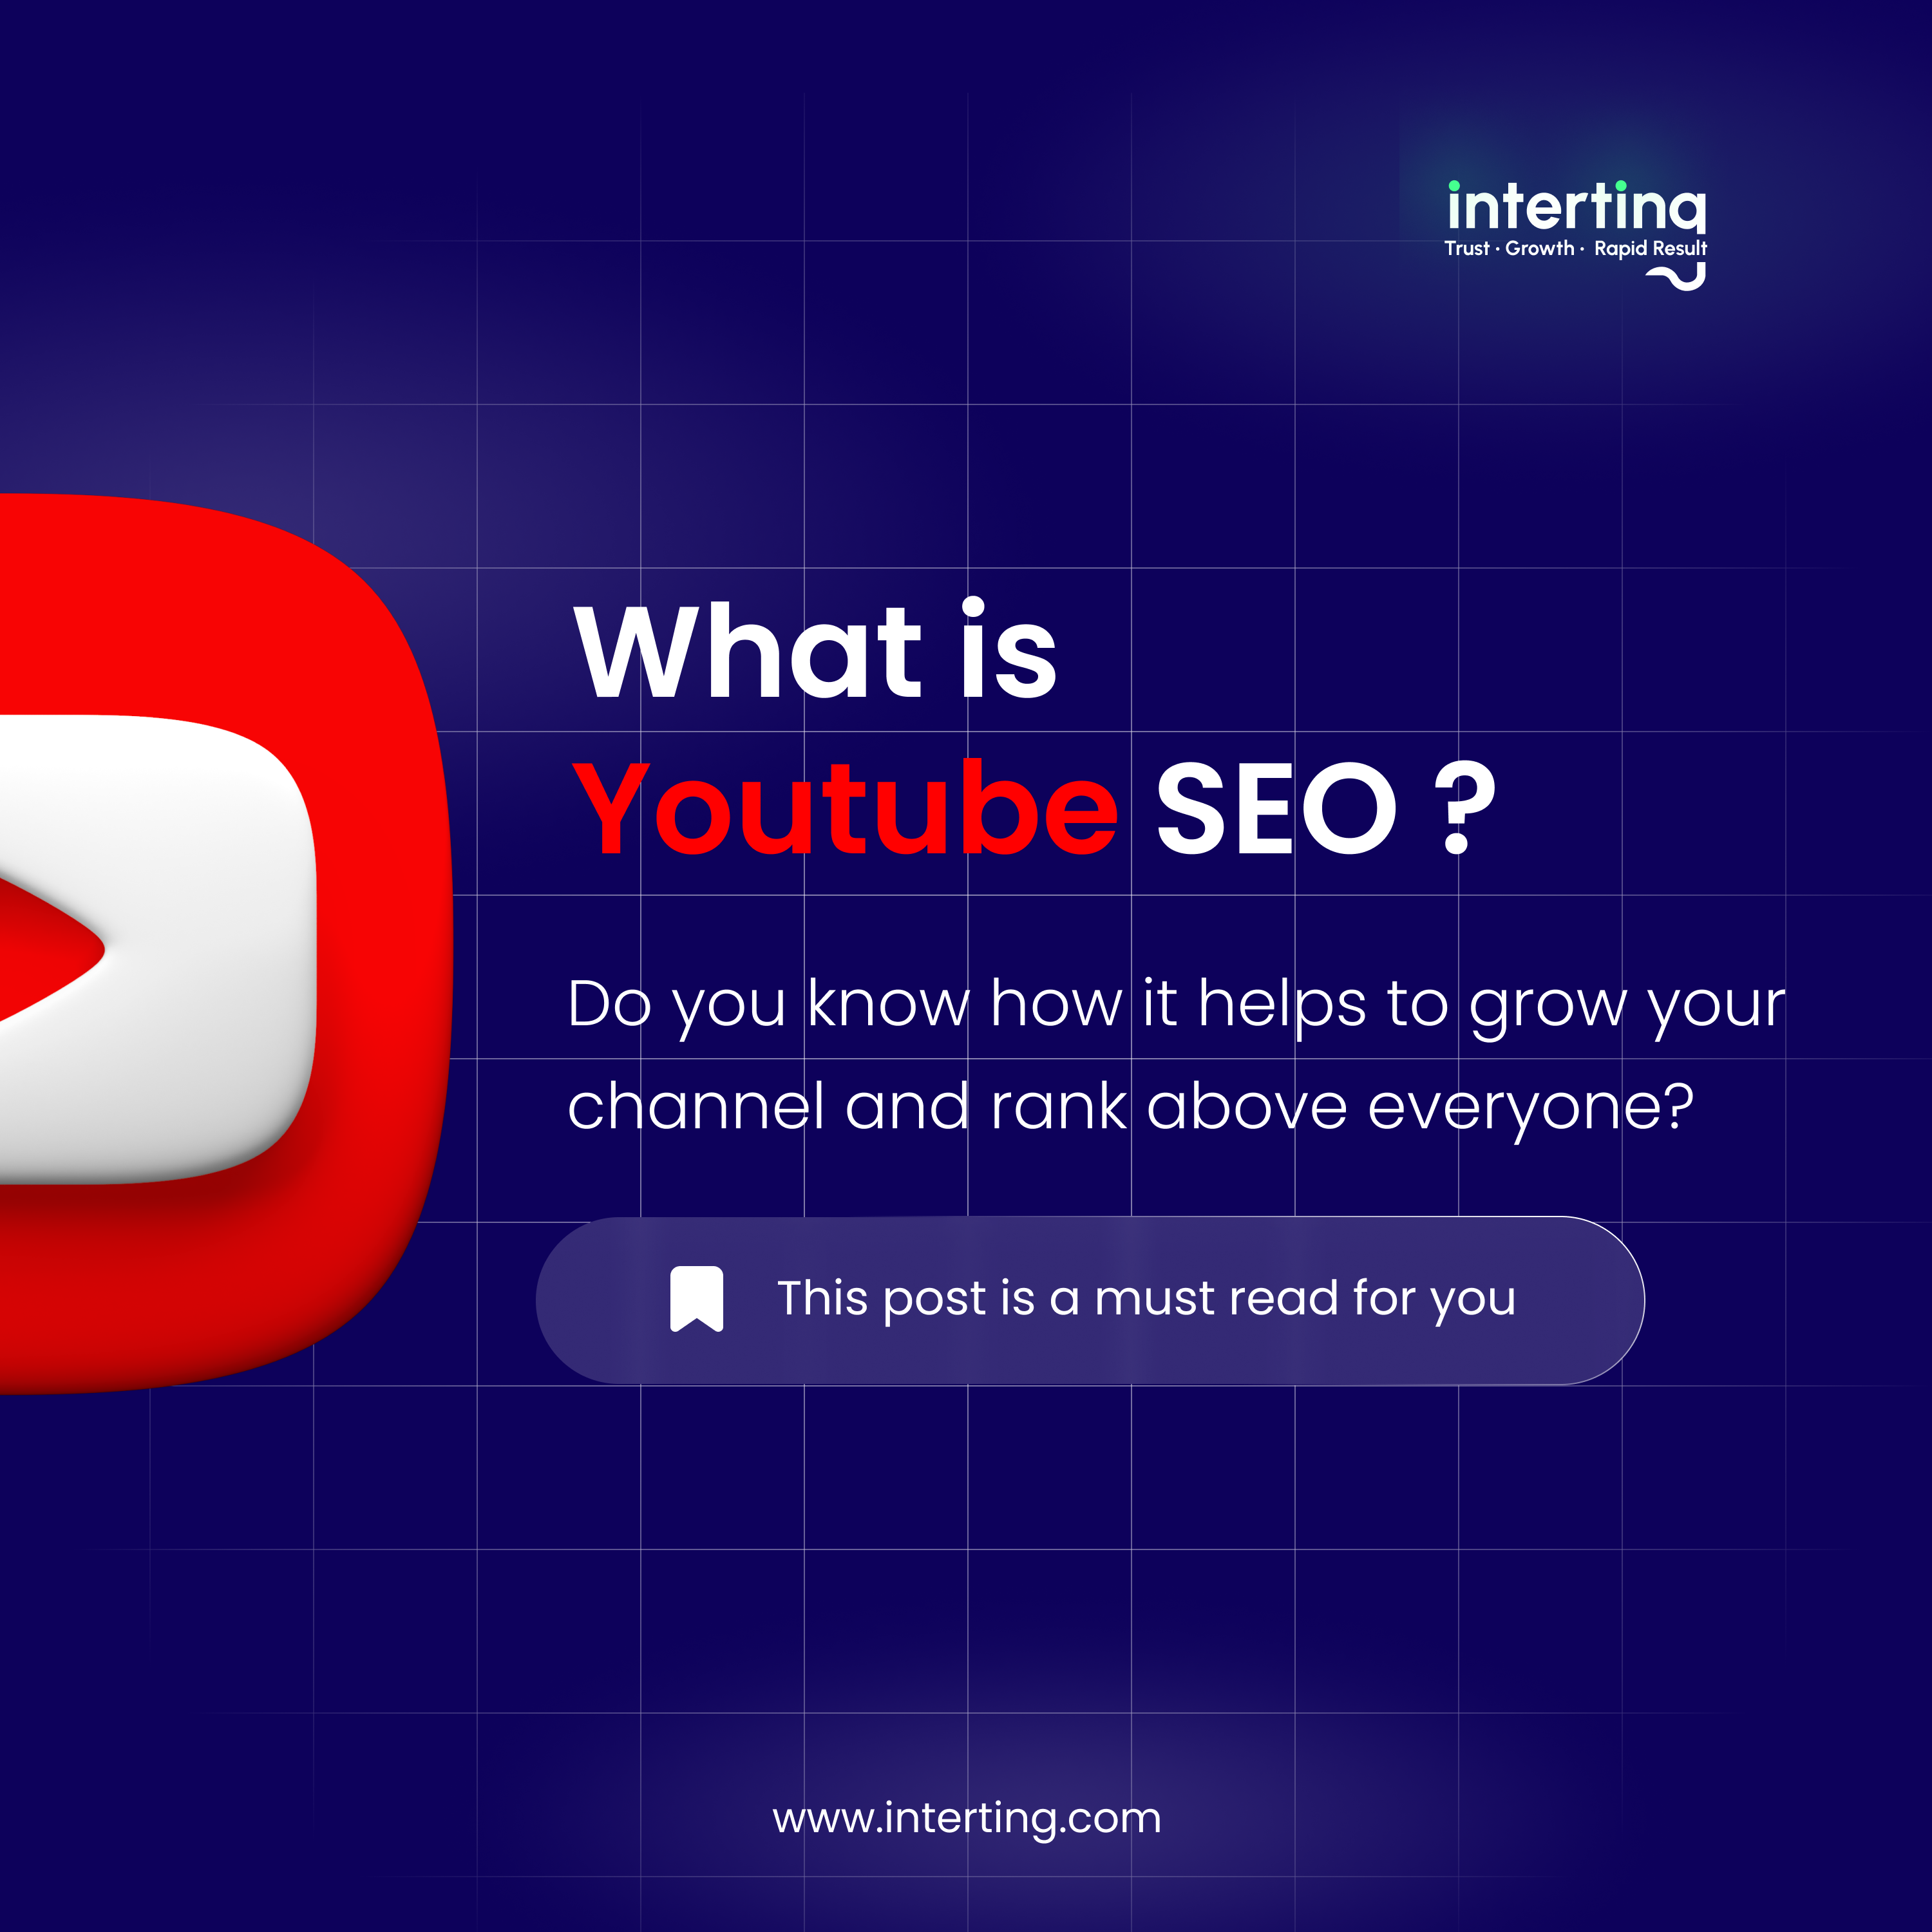 interting
Trust · Growth · Rapid Result
What is
Youtube SEO ?
Do you know how it helps to grow your
channel and rank above everyone?
This post is a must read for you
www.interting.com